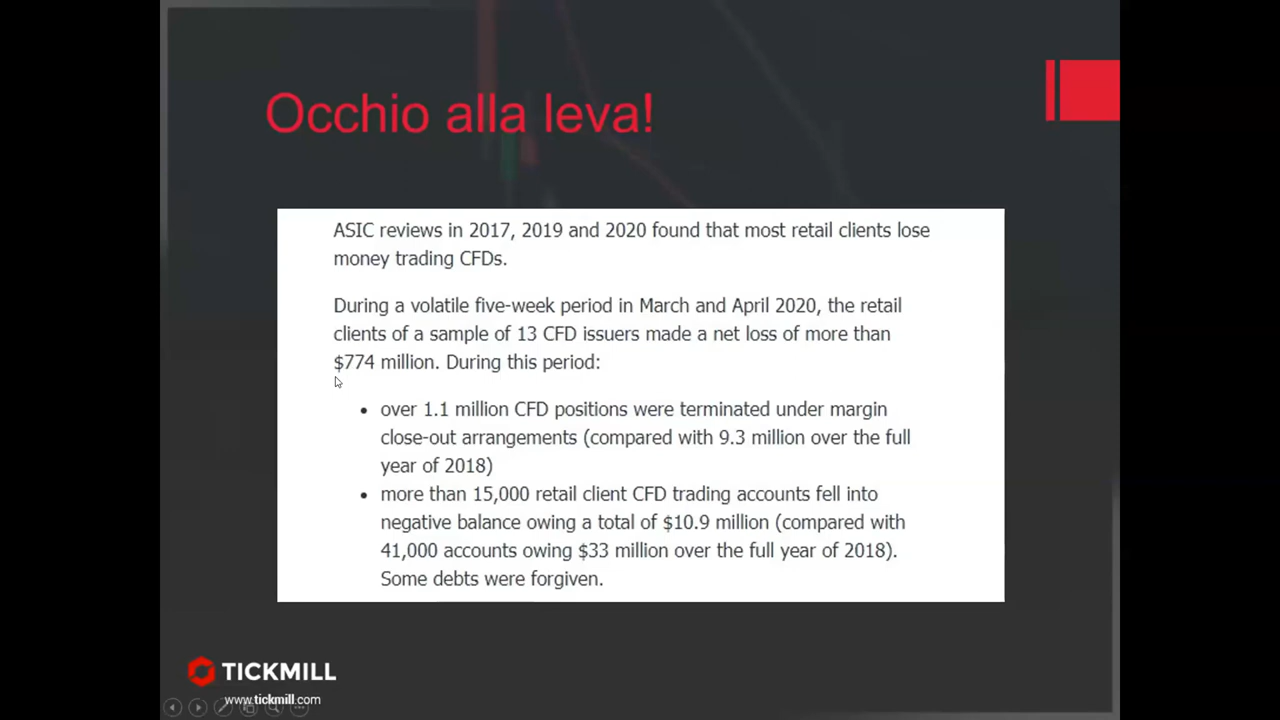 Occhio alla leva!
ASIC reviews in 2017, 2019 and 2020 found that most retail clients lose
money trading CFDs.
During a volatile five-week period in March and April 2020, the retail
clients of a sample of 13 CFD issuers made a net loss of more than
$774 million. During this period:
• over 1.1 million CFD positions were terminated under margin
close-out arrangements (compared with 9.3 million over the full
year of 2018)
• more than 15,000 retail client CFD trading accounts fell into
negative balance owing a total of $10.9 million (compared with
41,000 accounts owing $33 million over the full year of 2018).
Some debts were forgiven.
TICKMILL
www.tickmill.com